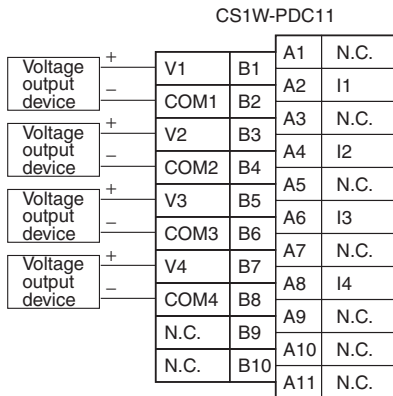 CS1W-PDC11
A1 N.C.
Voltage output device + V1 B1
A2 I1
− COM1 B2
A3 N.C.
Voltage output device + V2 B3
A4 I2
− COM2 B4
A5 N.C.
Voltage output device + V3 B5
A6 I3
− COM3 B6
A7 N.C.
Voltage output device + V4 B7
A8 I4
− COM4 B8
A9 N.C.
N.C. B9
A10 N.C.
N.C. B10
A11 N.C.